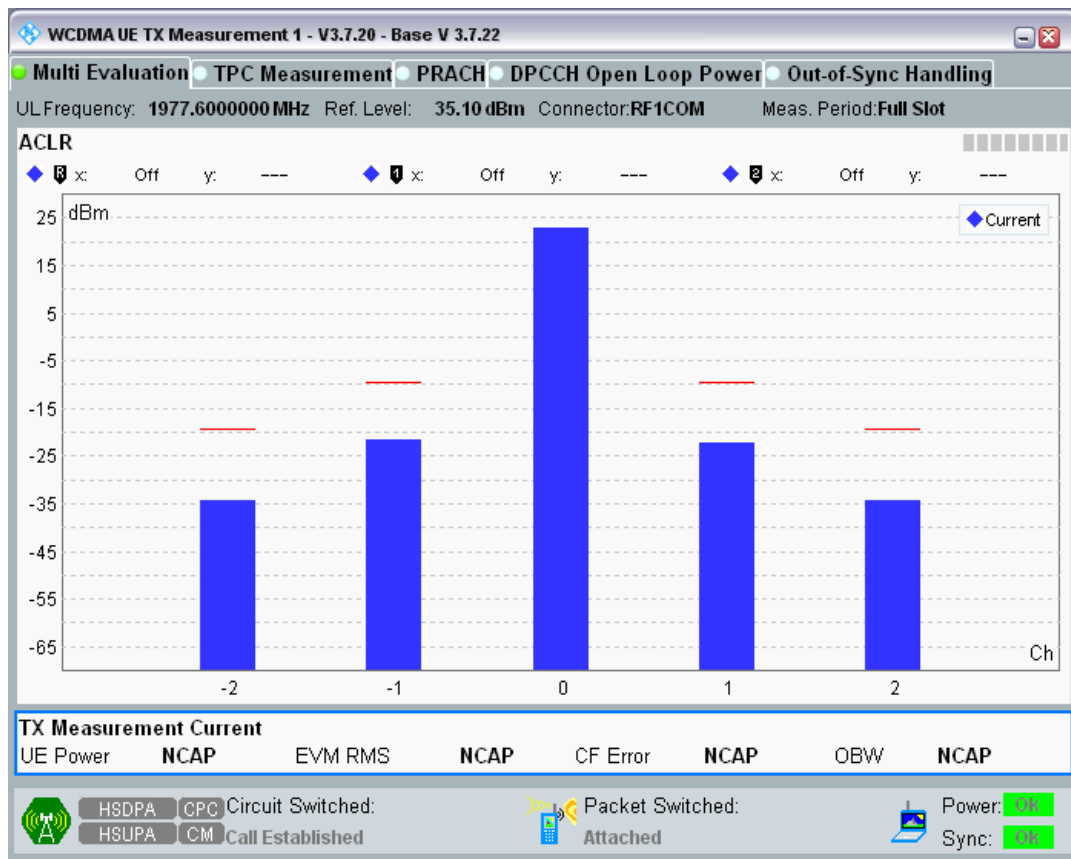 WCDMA UE TX Measurement 1 - V3.7.20 - Base V 3.7.22
Multi Evaluation TPC Measurement PRACH DPCCH Open Loop Power Out-of-Sync Handling
UL Frequency: 1977.6000000 MHz Ref. Level: 35.10 dBm Connector:RF1COM Meas. Period:Full Slot
ACLR
R x: Off y: --- 1 x: Off y: --- 2 x: Off y: ---
dBm
Current
25
15
5
-5
-15
-25
-35
-45
-55
-65
Ch
-2 -1 0 1 2
TX Measurement Current
UE Power NCAP EVM RMS NCAP CF Error NCAP OBW NCAP
HSDPA CPC Circuit Switched: Packet Switched: Power: OK
HSUPA CM Call Established Attached Sync: OK